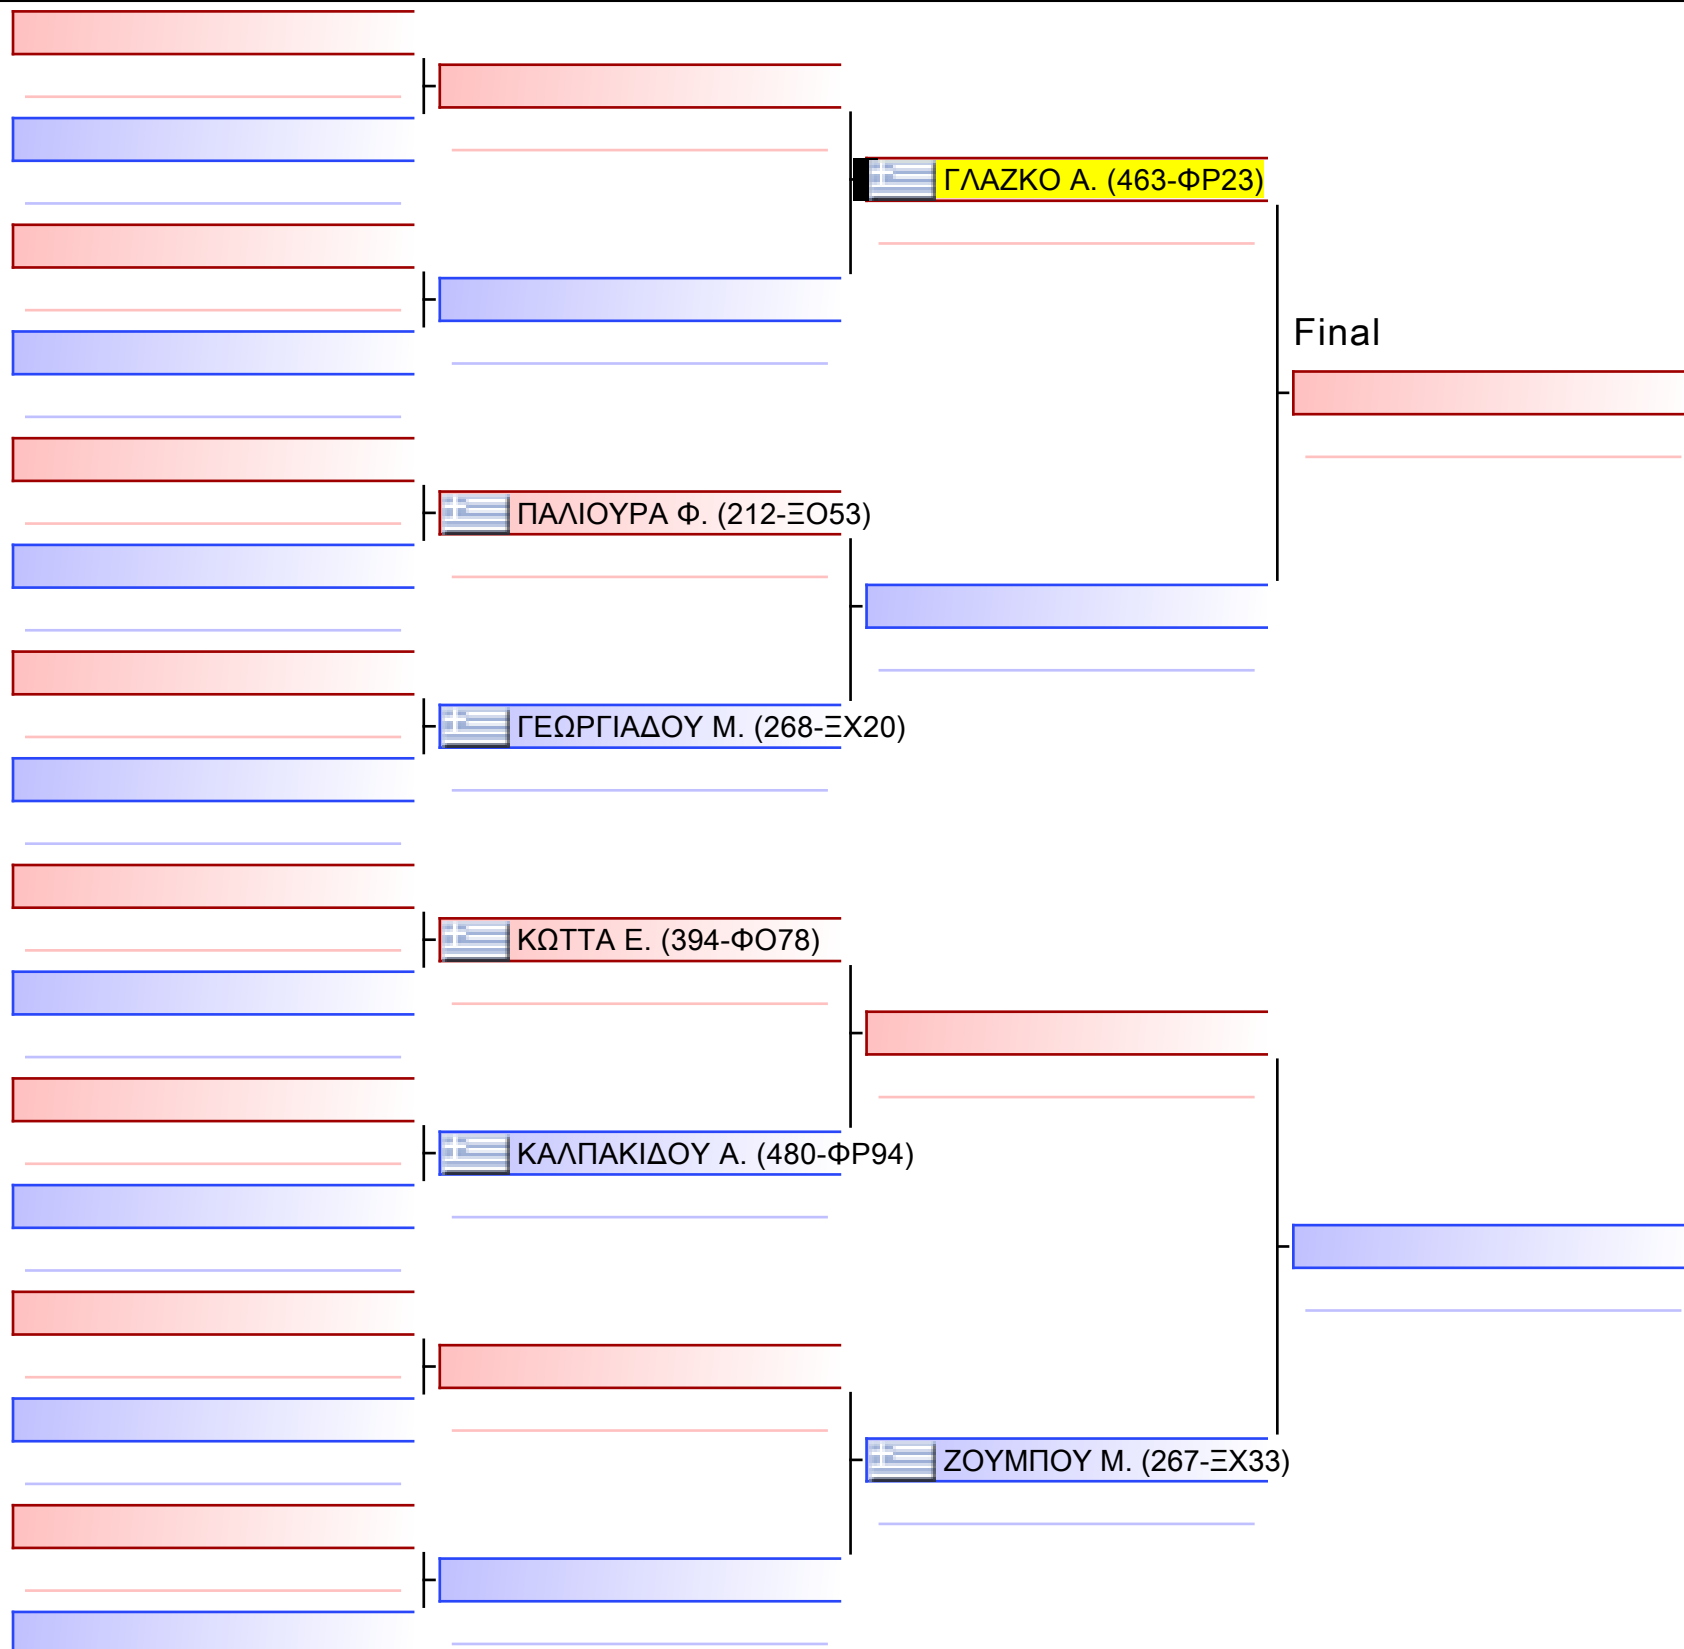 ΓΛΑΖΚΟ Α. (463-ΦΡ23)
Final
ΠΑΛΙΟΥΡΑ Φ. (212-ΞΟ53)
ΓΕΩΡΓΙΑΔΟΥ Μ. (268-ΞΧ20)
ΚΩΤΤΑ Ε. (394-ΦΟ78)
ΚΑΛΠΑΚΙΔΟΥ Α. (480-ΦΡ94)
ΖΟΥΜΠΟΥ Μ. (267-ΞΧ33)